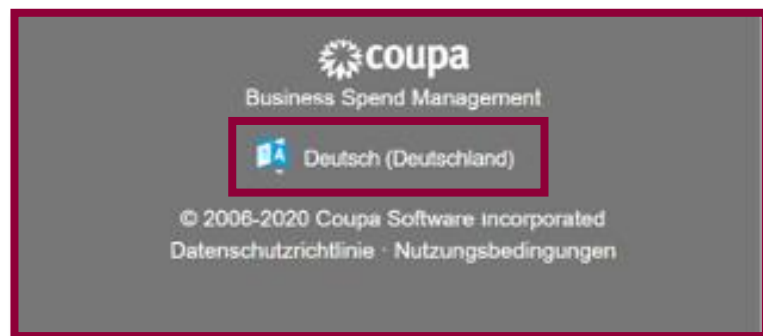 coupa
Business Spend Management
Deutsch (Deutschland)
© 2006-2020 Coupa Software incorporated
Datenschutzrichtlinie · Nutzungsbedingungen